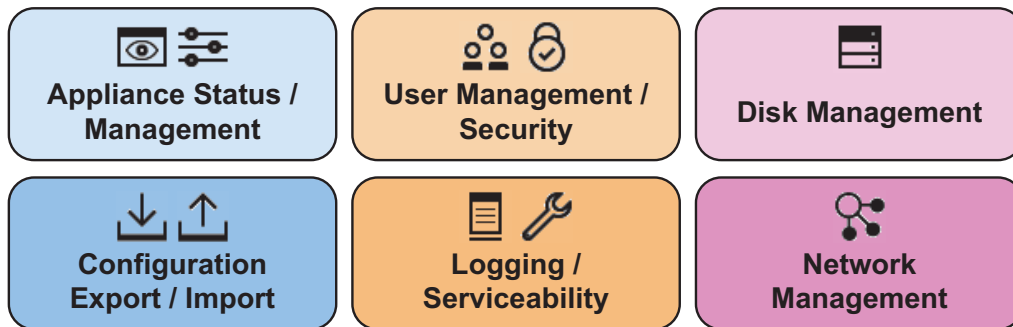 Appliance Status /
Management
User Management /
Security
Disk Management
Configuration
Export / Import
Logging /
Serviceability
Network
Management